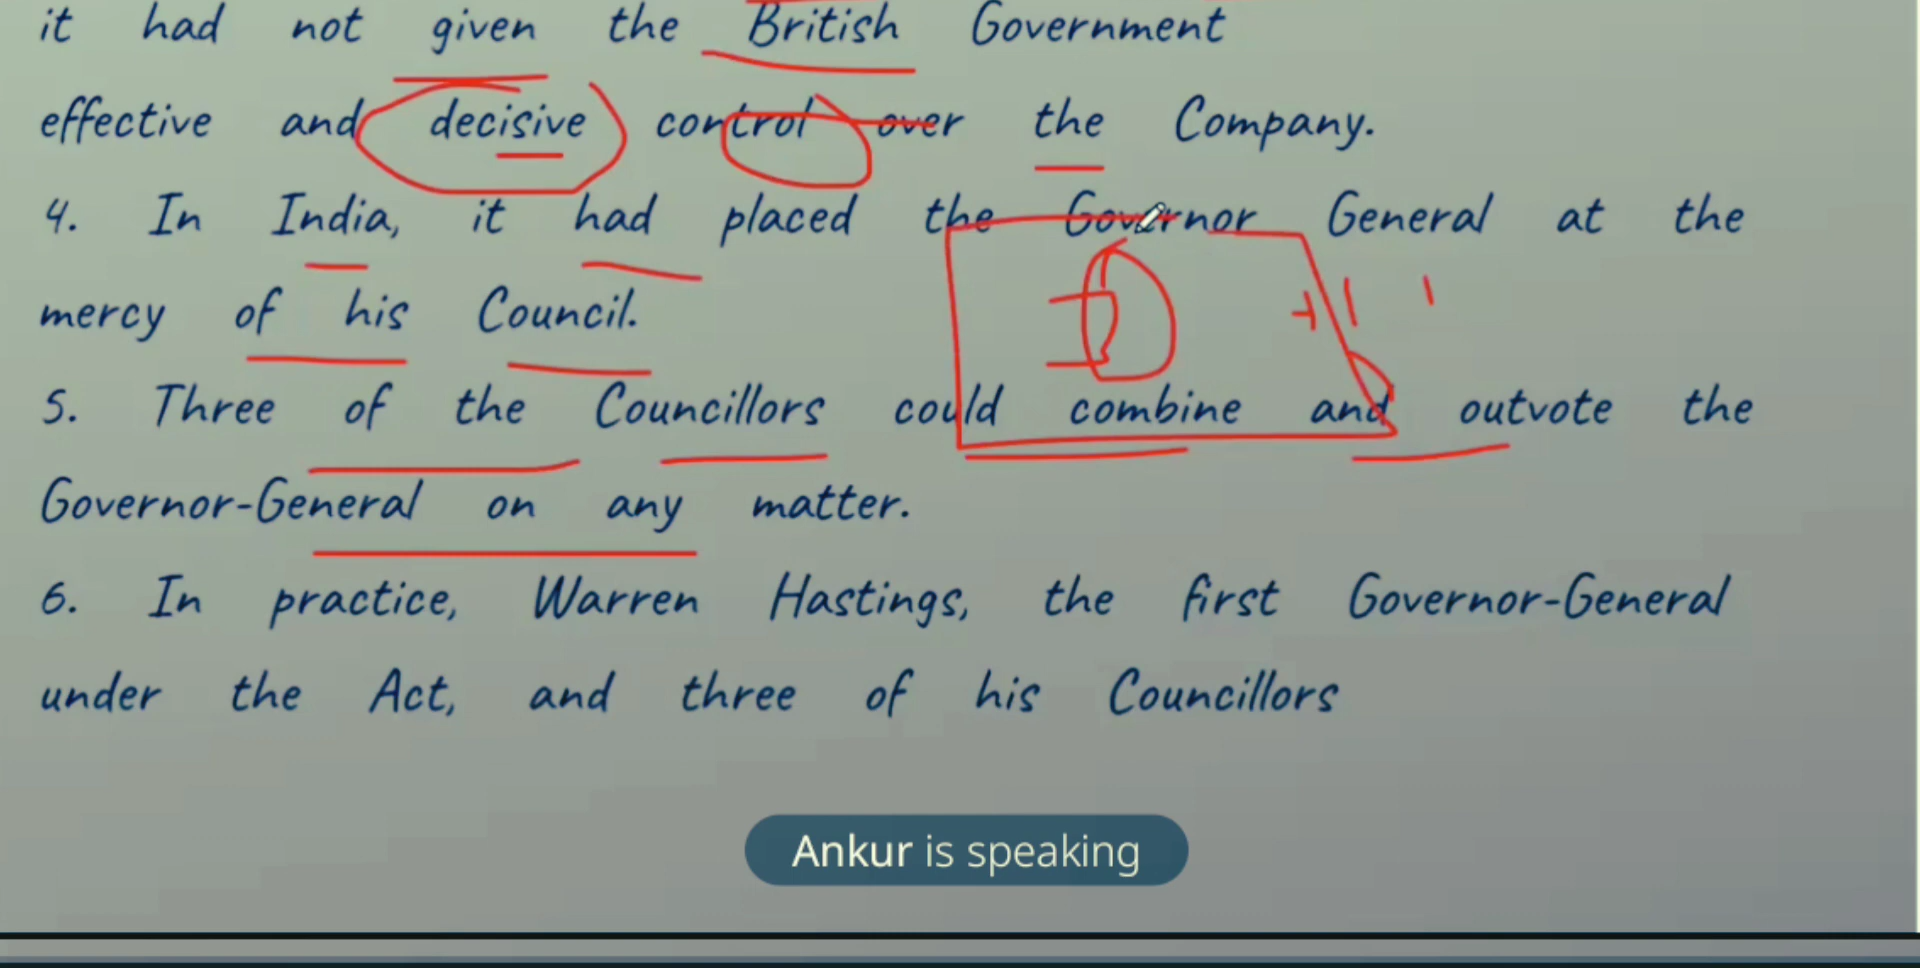 it had not given the British Government
effective and decisive control over the Company.
4. In India, it had placed the Governor General at the
mercy of his Council.
5. Three of the Councillors could combine and outvote the
Governor-General on any matter.
6. In practice, Warren Hastings, the first Governor-General
under the Act, and three of his Councillors
Ankur is speaking